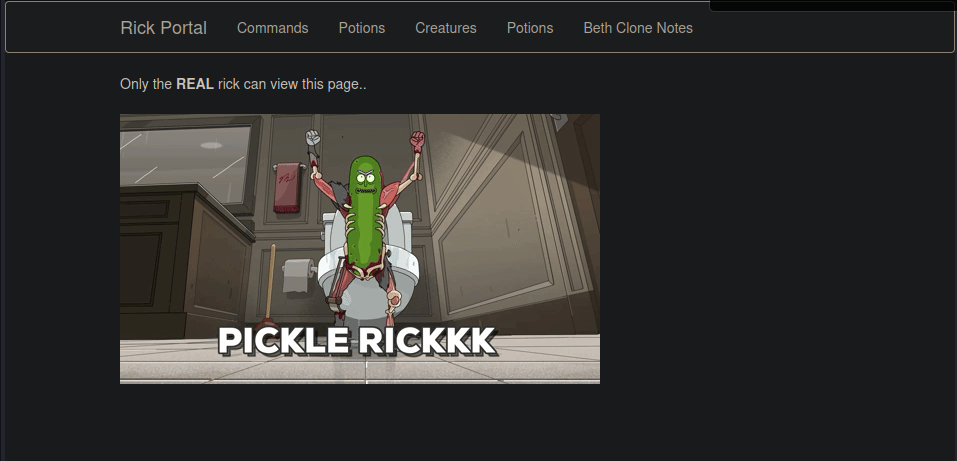 Rick Portal Commands Potions Creatures Potions Beth Clone Notes
Only the REAL rick can view this page..
PICKLE RICKKK